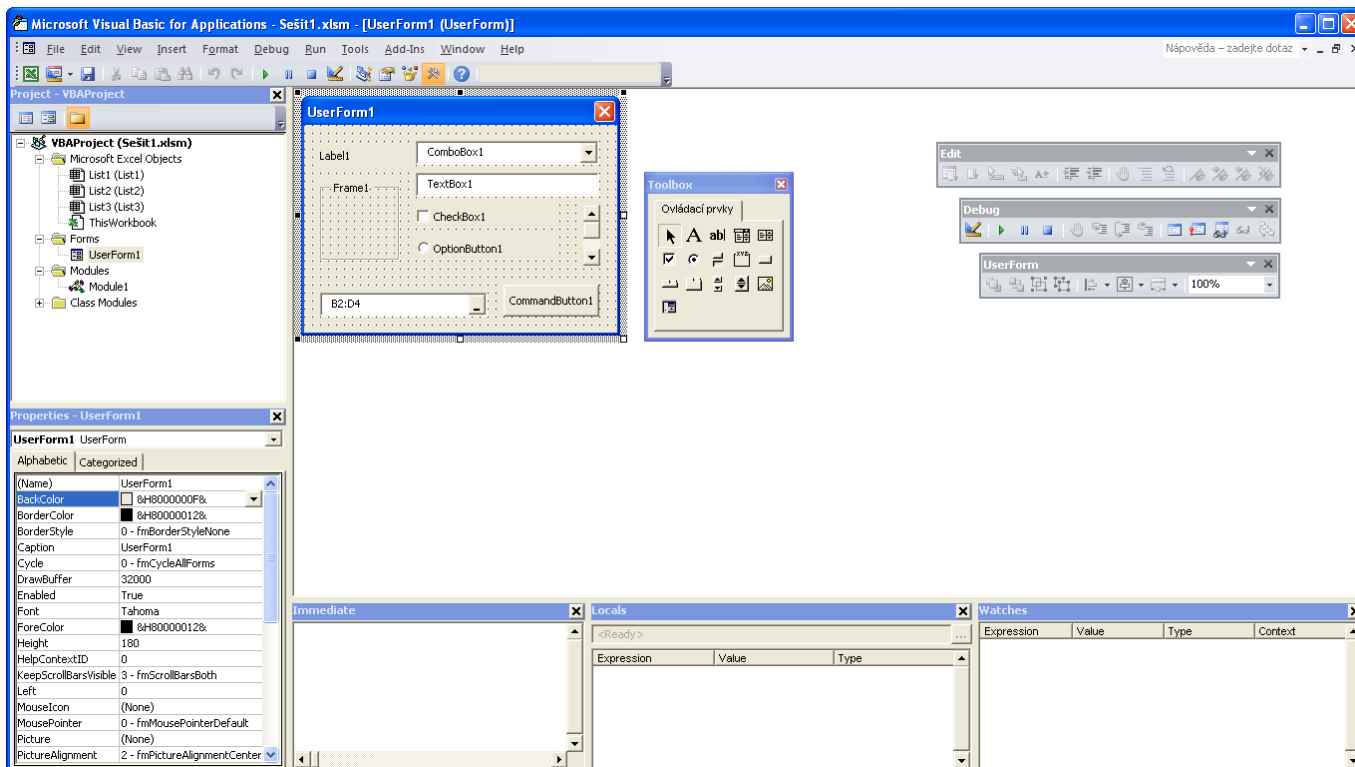 Microsoft Visual Basic for Applications - Sešit1.xlsm - [UserForm1 (UserForm)]
File Edit View Insert Format Debug Run Tools Add-Ins Window Help
Nápověda – zadejte dotaz
Project - VBAProject
VBAProject (Sešit1.xlsm)
Microsoft Excel Objects
List1 (List1)
List2 (List2)
List3 (List3)
ThisWorkbook
Forms
UserForm1
Modules
Module1
Class Modules
UserForm1
Label1
ComboBox1
Frame1
TextBox1
CheckBox1
OptionButton1
B2:D4
CommandButton1
Toolbox
Ovládací prvky
A abl
XYZ
Edit
Debug
UserForm
100%
Properties - UserForm1
UserForm1 UserForm
Alphabetic Categorized
(Name) UserForm1
BackColor &H8000000F&
BorderColor &H80000012&
BorderStyle 0 - fmBorderStyleNone
Caption UserForm1
Cycle 0 - fmCycleAllForms
DrawBuffer 32000
Enabled True
Font Tahoma
ForeColor &H80000012&
Height 180
HelpContextID 0
KeepScrollBarsVisible 3 - fmScrollBarsBoth
Left 0
MouseIcon (None)
MousePointer 0 - fmMousePointerDefault
Picture (None)
PictureAlignment 2 - fmPictureAlignmentCenter
Immediate
Locals
<Ready>
...
Expression Value Type
Watches
Expression Value Type Context